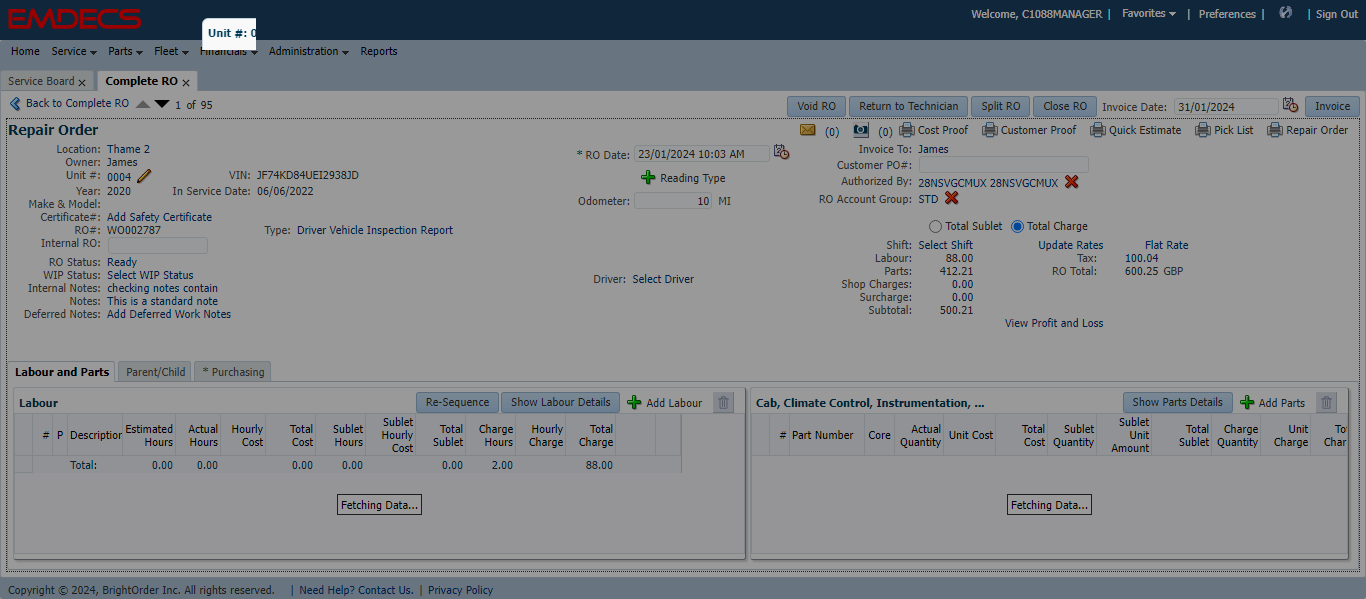 EMDECS
Welcome, C1088MANAGER | Favorites | Preferences | | Sign Out
Unit #: 0
Home Service Parts Fleet Financials Administration Reports
Service Board x Complete RO x
Back to Complete RO 1 of 95
Void RO Return to Technician Split RO Close RO Invoice Date: 31/01/2024 Invoice
Repair Order
(0) (0) Cost Proof Customer Proof Quick Estimate Pick List Repair Order
Location: Thame 2
Owner: James
Unit #: 0004
VIN: JF74KD84UEI2938JD
Year: 2020
In Service Date: 06/06/2022
Make & Model:
Certificate#: Add Safety Certificate
RO#: WO002787
Type: Driver Vehicle Inspection Report
Internal RO:
RO Status: Ready
WIP Status: Select WIP Status
Internal Notes: checking notes contain
Notes: This is a standard note
Deferred Notes: Add Deferred Work Notes
* RO Date: 23/01/2024 10:03 AM
Reading Type
Odometer: 10 MI
Driver: Select Driver
Invoice To: James
Customer PO#:
Authorized By: 28NSVGCMUX 28NSVGCMUX
RO Account Group: STD
Total Sublet Total Charge
Shift: Select Shift Update Rates Flat Rate
Labour: 88.00 Tax: 100.04
Parts: 412.21 RO Total: 600.25 GBP
Shop Charges: 0.00
Surcharge: 0.00
Subtotal: 500.21
View Profit and Loss
Labour and Parts Parent/Child * Purchasing
Labour Re-Sequence Show Labour Details Add Labour
# P Description Estimated Hours Actual Hours Hourly Cost Total Cost Sublet Hours Sublet Hourly Cost Total Sublet Charge Hours Hourly Charge Total Charge
Total: 0.00 0.00 0.00 0.00 0.00 2.00 88.00
Fetching Data...
Cab, Climate Control, Instrumentation, ... Show Parts Details Add Parts
# Part Number Core Actual Quantity Unit Cost Total Cost Sublet Quantity Sublet Unit Amount Total Sublet Charge Quantity Unit Charge
Fetching Data...
Copyright © 2024, BrightOrder Inc. All rights reserved. | Need Help? Contact Us. | Privacy Policy